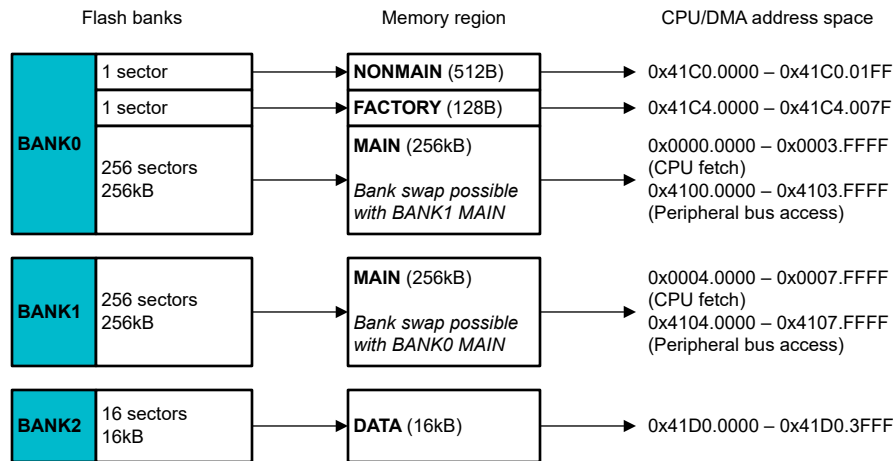 Flash banks Memory region CPU/DMA address space
BANK0
1 sector NONMAIN (512B) 0x41C0.0000 – 0x41C0.01FF
1 sector FACTORY (128B) 0x41C4.0000 – 0x41C4.007F
256 sectors
256kB
MAIN (256kB)
Bank swap possible
with BANK1 MAIN
0x0000.0000 – 0x0003.FFFF
(CPU fetch)
0x4100.0000 – 0x4103.FFFF
(Peripheral bus access)
BANK1
256 sectors
256kB
MAIN (256kB)
Bank swap possible
with BANK0 MAIN
0x0004.0000 – 0x0007.FFFF
(CPU fetch)
0x4104.0000 – 0x4107.FFFF
(Peripheral bus access)
BANK2
16 sectors
16kB
DATA (16kB)
0x41D0.0000 – 0x41D0.3FFF